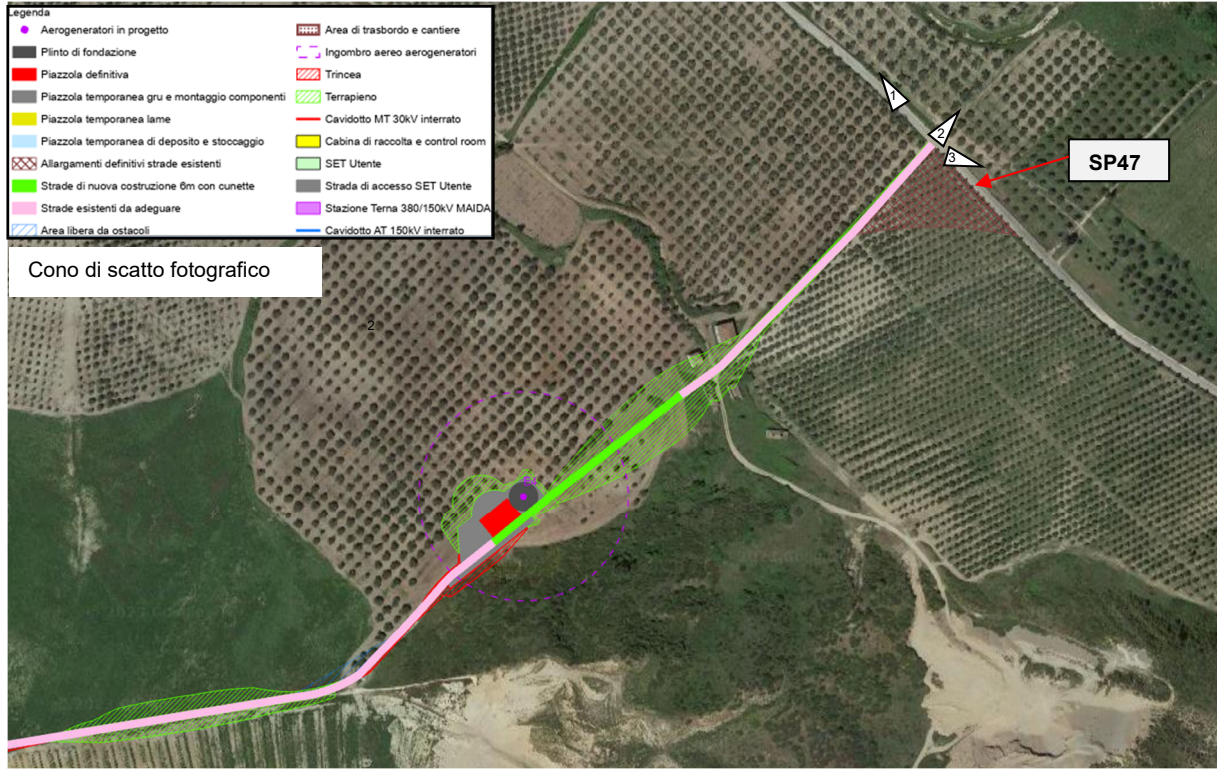 Legenda
Aerogeneratori in progetto
Plinto di fondazione
Piazzola definitiva
Piazzola temporanea gru e montaggio componenti
Piazzola temporanea lame
Piazzola temporanea di deposito e stoccaggio
Allargamenti definitivi strade esistenti
Strade di nuova costruzione 6m con cunette
Strade esistenti da adeguare
Area libera da ostacoli
Area di trasbordo e cantiere
Ingombro aereo aerogeneratori
Trincea
Terrapieno
Cavidotto MT 30kV interrato
Cabina di raccolta e control room
SET Utente
Strada di accesso SET Utente
Stazione Terna 380/150kV MAIDA
Cavidotto AT 150kV interrato
Cono di scatto fotografico
1
2
3
SP47
2